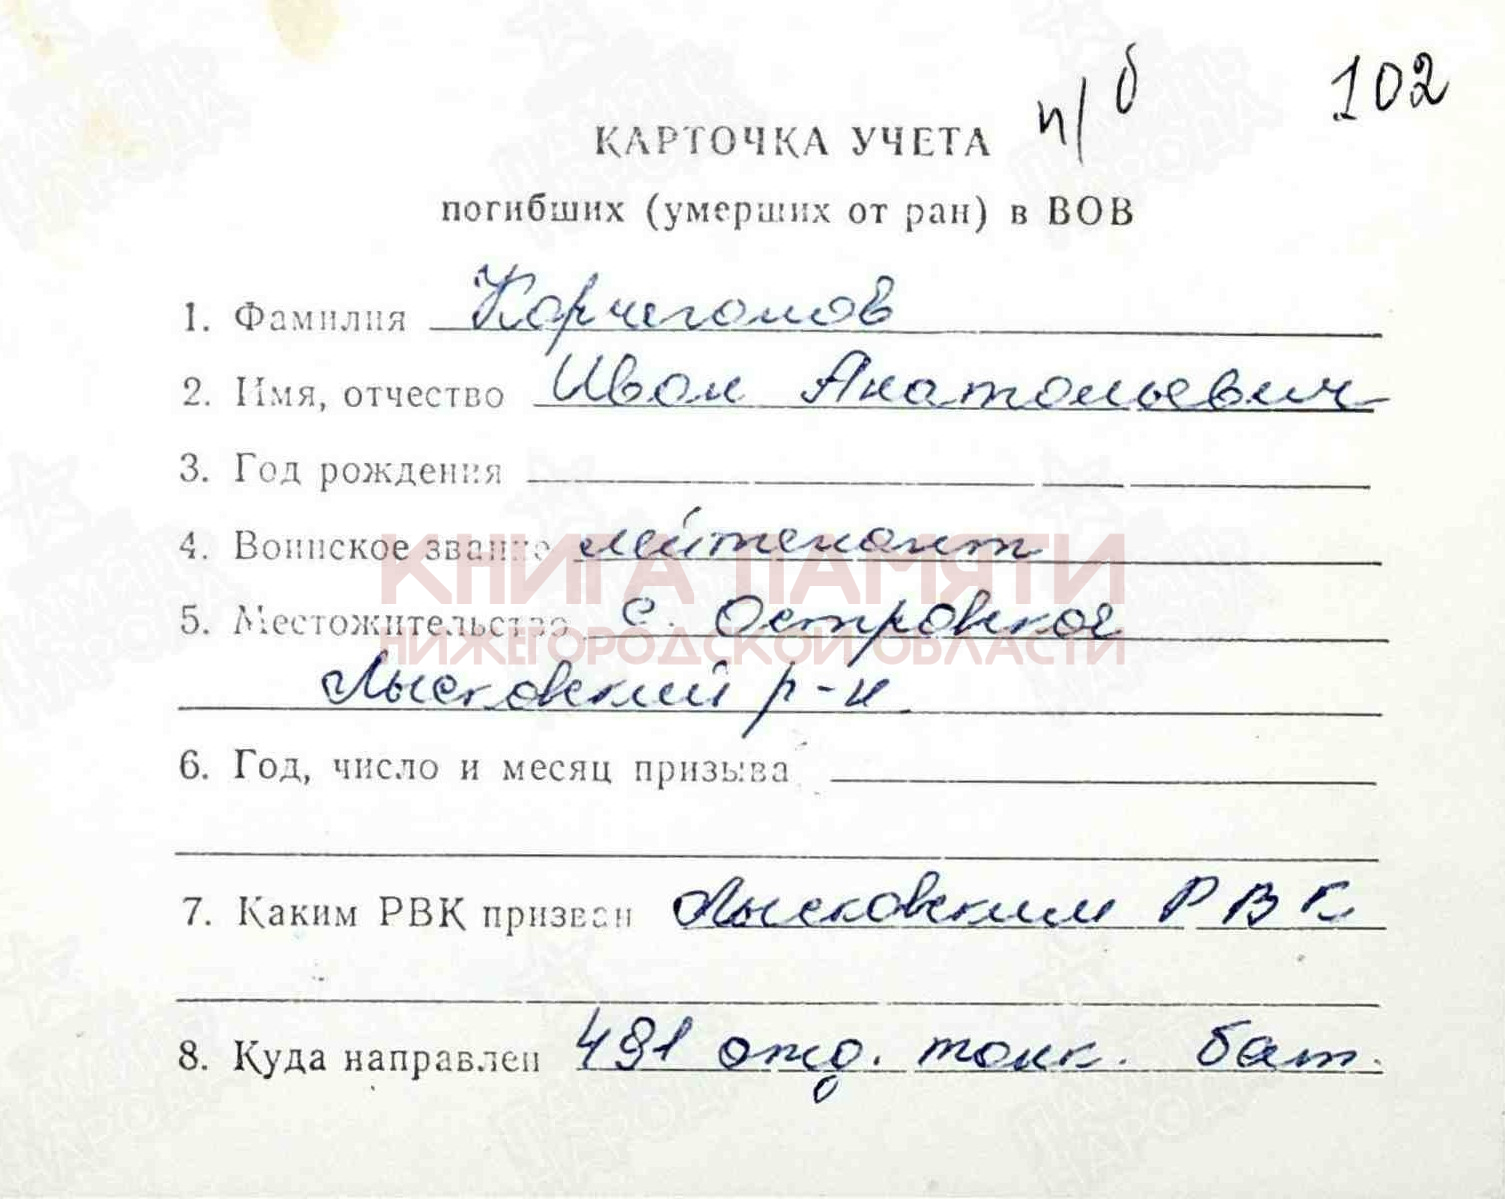 п/б 102
КАРТОЧКА УЧЕТА
погибших (умерших от ран) в ВОВ
1. Фамилия Корчегомов
2. Имя, отчество Иван Анатольевич
3. Год рождения
4. Воинское звание лейтенант
КНИГА ПАМЯТИ
5. Местожительство с. Островское
НИЖЕГОРОДСКОЙ ОБЛАСТИ
Лысковский р-н
6. Год, число и месяц призыва
7. Каким РВК призван Лысковским РВК
8. Куда направлен 491 отд. танк. бат.